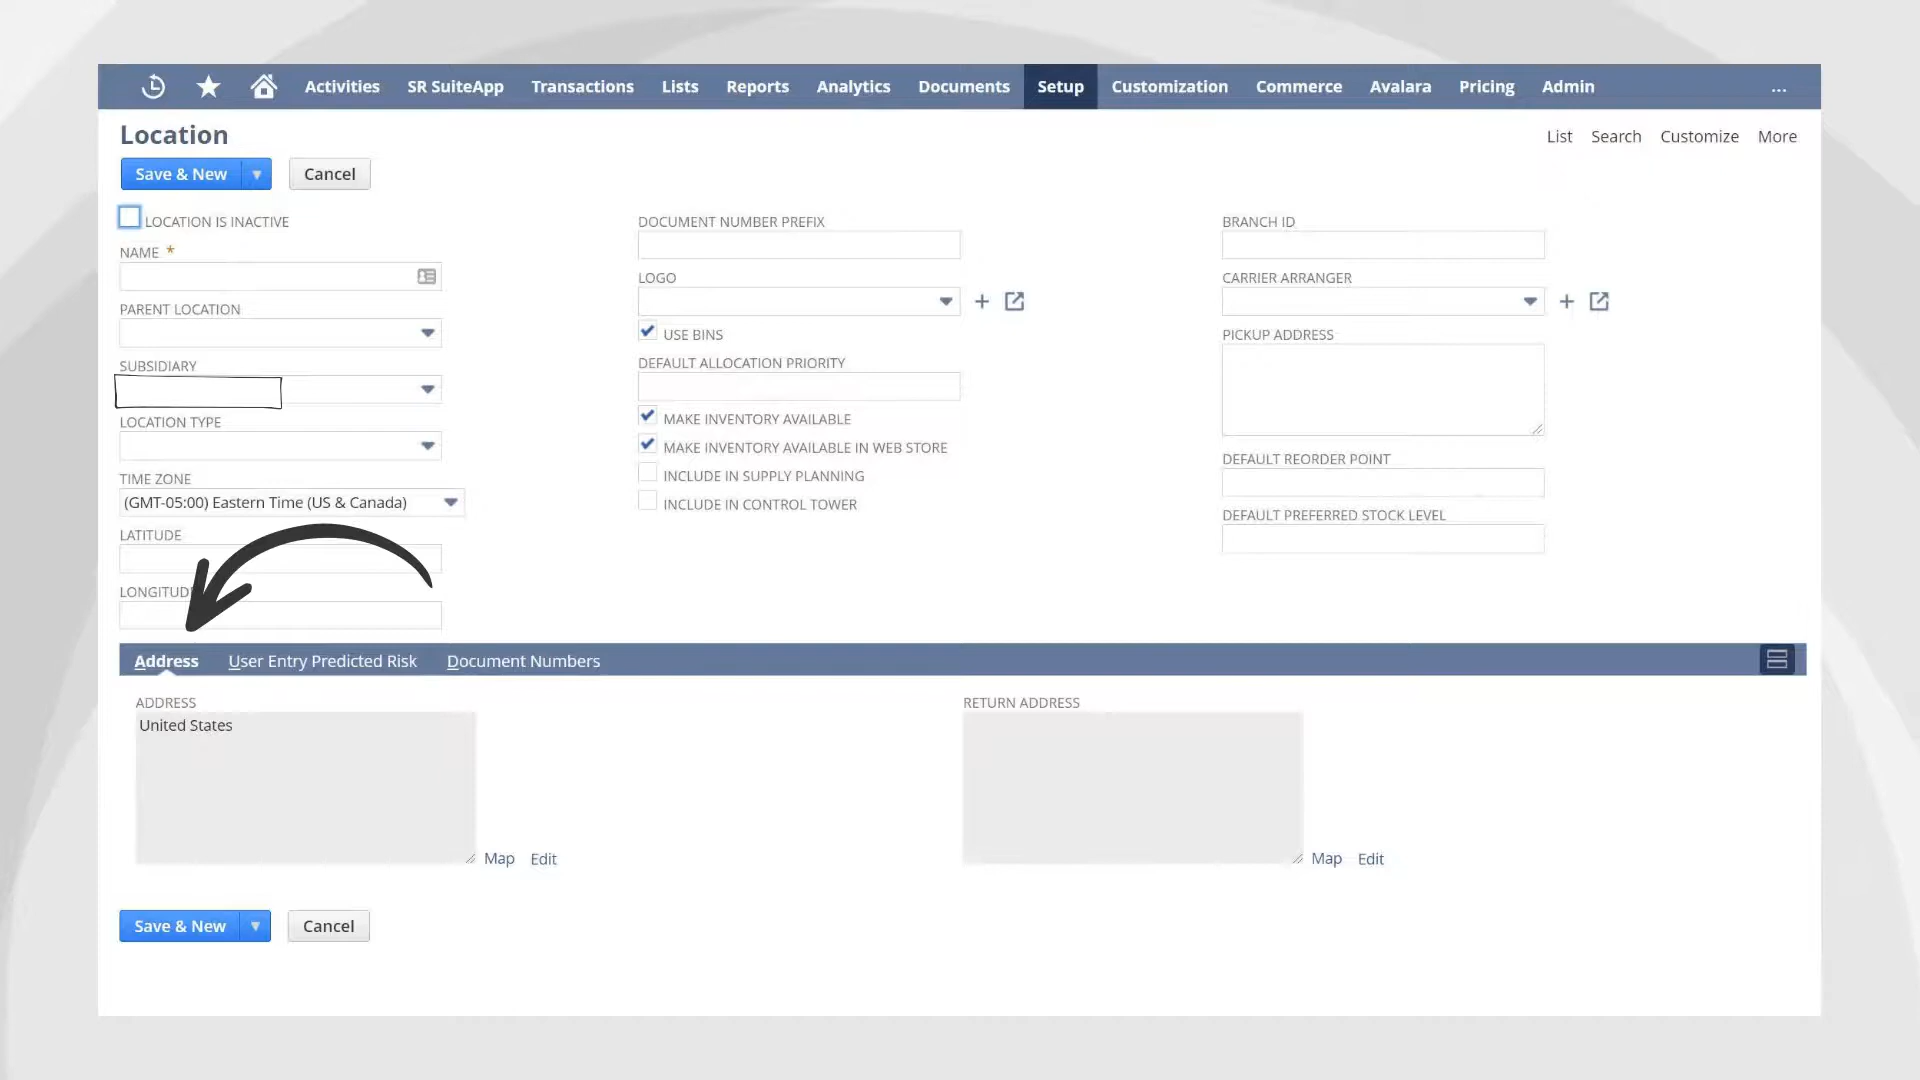 Activities SR SuiteApp Transactions Lists Reports Analytics Documents Setup Customization Commerce Avalara Pricing Admin ...
Location
List Search Customize More
Save & New Cancel
LOCATION IS INACTIVE
NAME *
PARENT LOCATION
SUBSIDIARY
LOCATION TYPE
TIME ZONE
(GMT-05:00) Eastern Time (US & Canada)
LATITUDE
LONGITUDE
DOCUMENT NUMBER PREFIX
LOGO
USE BINS
DEFAULT ALLOCATION PRIORITY
MAKE INVENTORY AVAILABLE
MAKE INVENTORY AVAILABLE IN WEB STORE
INCLUDE IN SUPPLY PLANNING
INCLUDE IN CONTROL TOWER
BRANCH ID
CARRIER ARRANGER
PICKUP ADDRESS
DEFAULT REORDER POINT
DEFAULT PREFERRED STOCK LEVEL
Address User Entry Predicted Risk Document Numbers
ADDRESS
United States
Map Edit
RETURN ADDRESS
Map Edit
Save & New Cancel